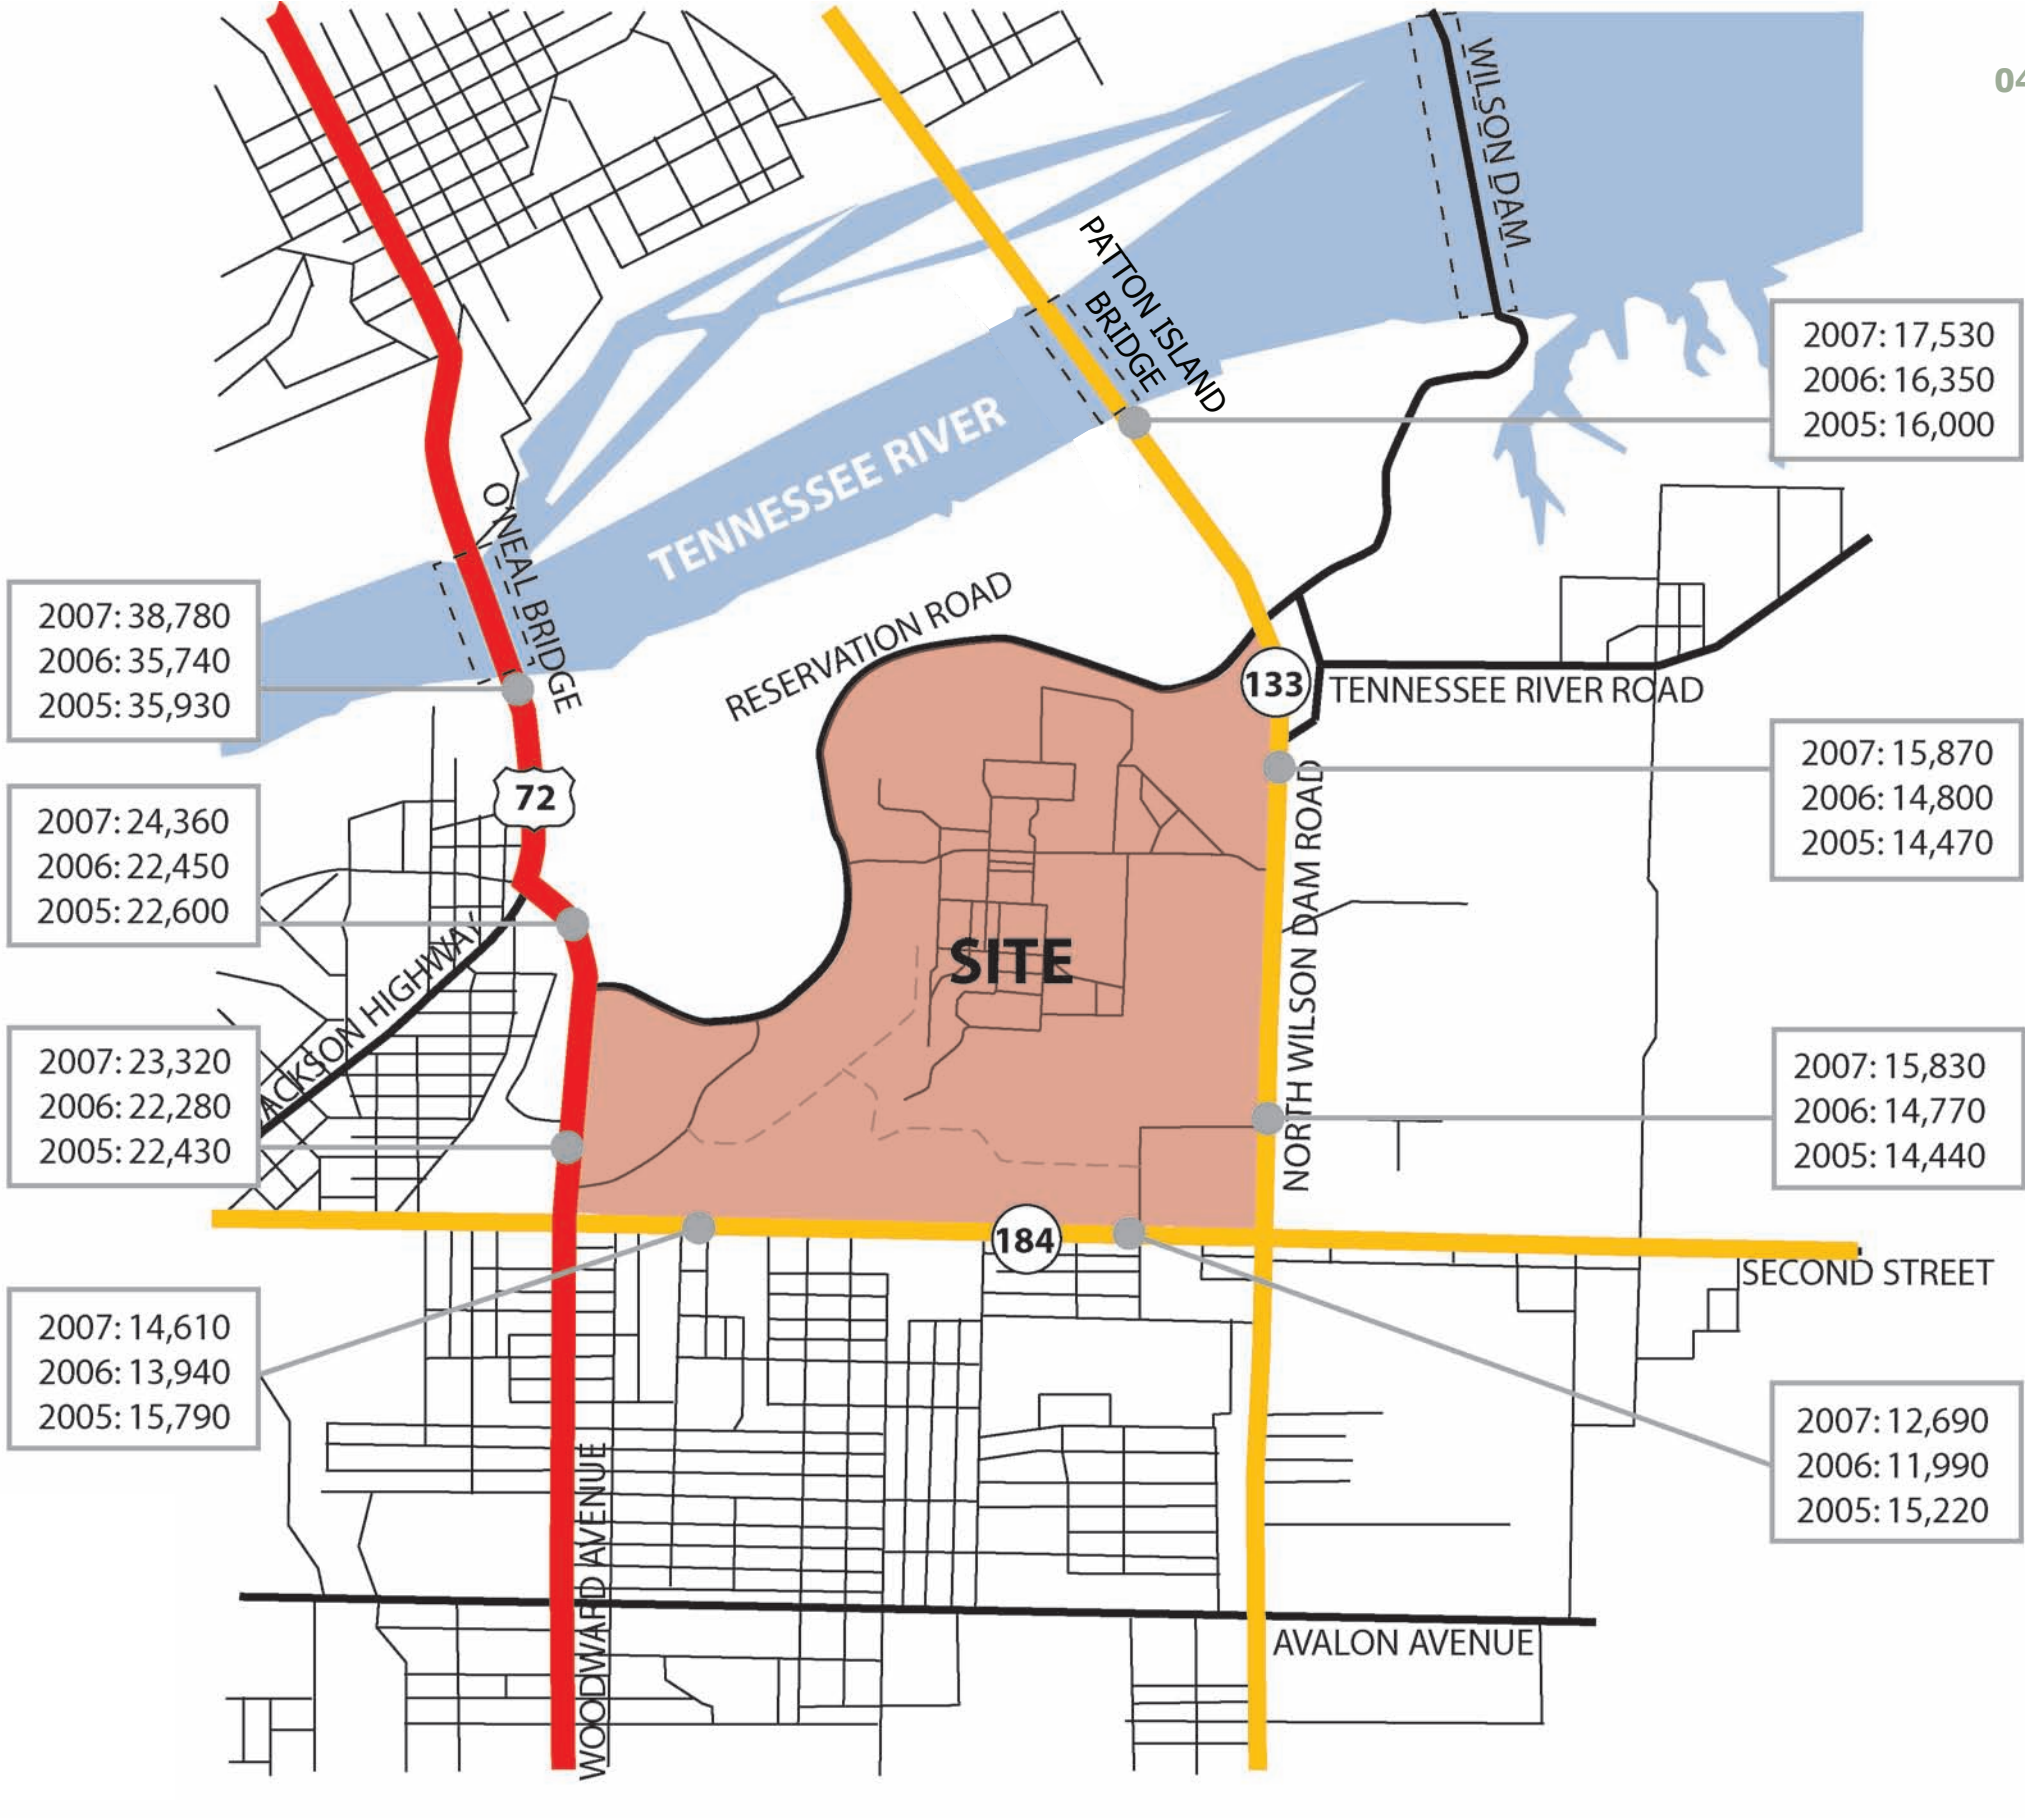 04
WILSON DAM
PATTON ISLAND
BRIDGE
2007: 17,530
2006: 16,350
2005: 16,000
TENNESSEE RIVER
O'NEAL BRIDGE
RESERVATION ROAD
2007: 38,780
2006: 35,740
2005: 35,930
133
TENNESSEE RIVER ROAD
72
2007: 15,870
2006: 14,800
2005: 14,470
2007: 24,360
2006: 22,450
2005: 22,600
NORTH WILSON DAM ROAD
SITE
ACKSON HIGHWAY
2007: 23,320
2006: 22,280
2005: 22,430
2007: 15,830
2006: 14,770
2005: 14,440
184
SECOND STREET
2007: 14,610
2006: 13,940
2005: 15,790
2007: 12,690
2006: 11,990
2005: 15,220
WOODWARD AVENUE
AVALON AVENUE